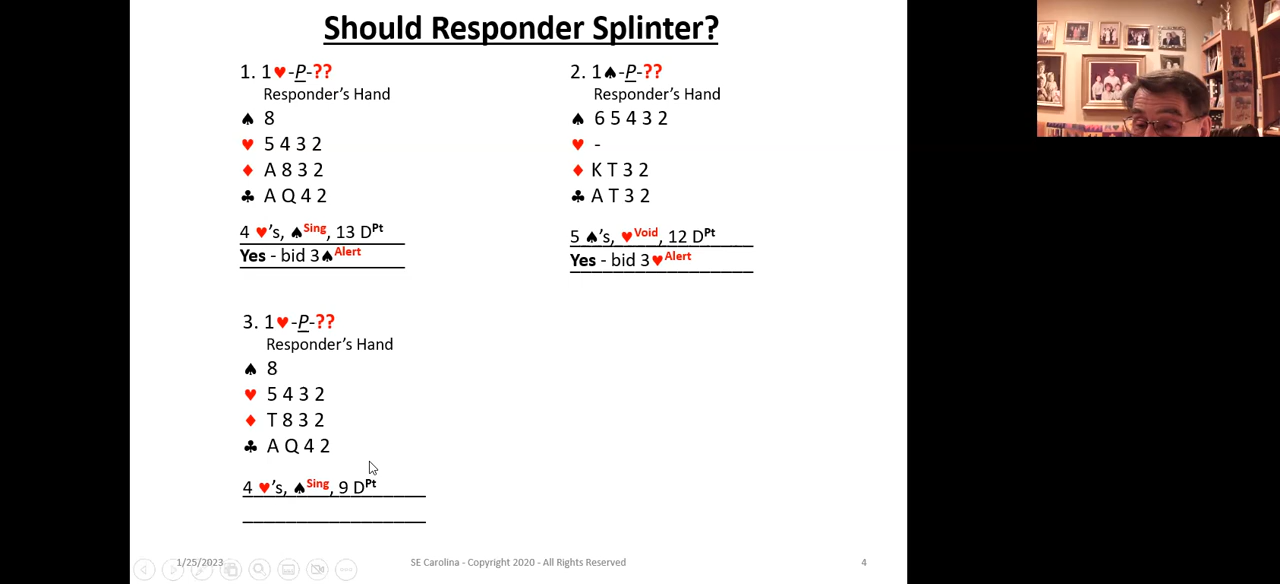 Should Responder Splinter?
1. 1♥-P-??
Responder's Hand
♠ 8
♥ 5 4 3 2
♦ A 8 3 2
♣ A Q 4 2
4 ♥'s, ♠Sing, 13 DPt
Yes - bid 3♠Alert
2. 1♠-P-??
Responder's Hand
♠ 6 5 4 3 2
♥ -
♦ K T 3 2
♣ A T 3 2
5 ♠'s, ♥Void, 12 DPt
Yes - bid 3♥Alert
3. 1♥-P-??
Responder's Hand
♠ 8
♥ 5 4 3 2
♦ T 8 3 2
♣ A Q 4 2
4 ♥'s, ♠Sing, 9 DPt
1/25/2023
SE Carolina - Copyright 2020 - All Rights Reserved
4